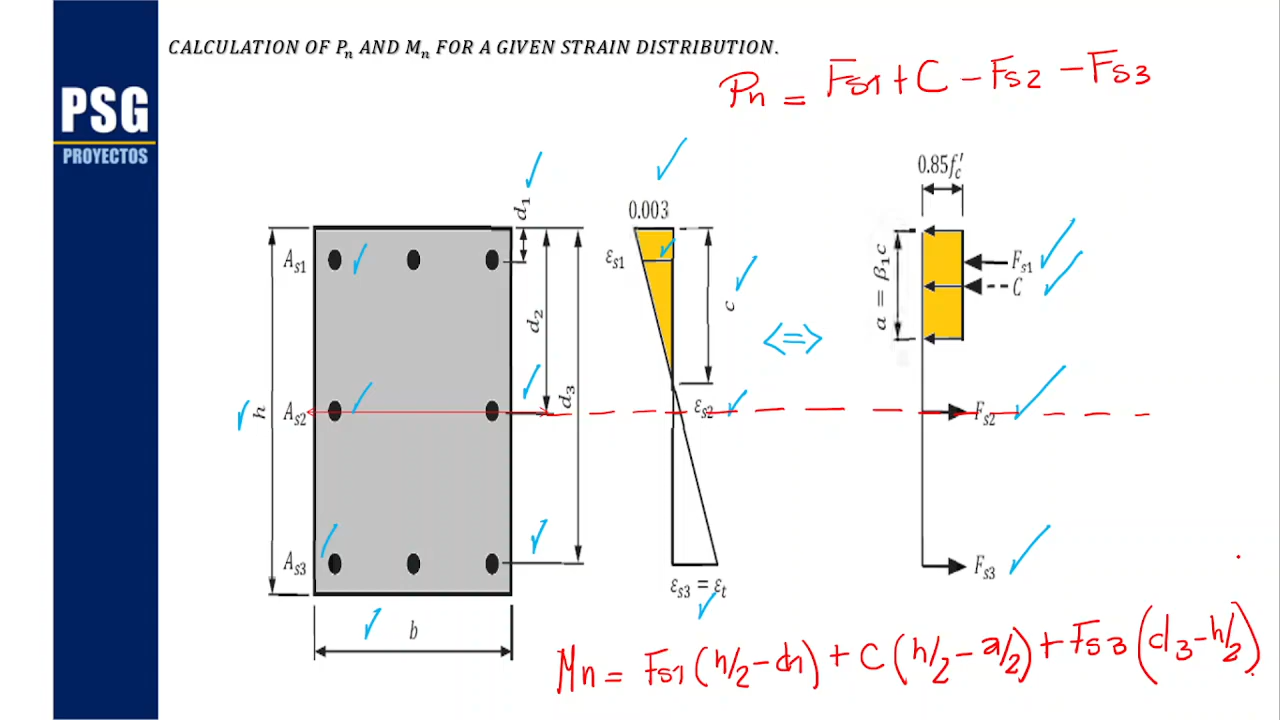 CALCULATION OF Pₙ AND Mₙ FOR A GIVEN STRAIN DISTRIBUTION.
Pn = Fs1 + C - Fs2 - Fs3
PSG
PROYECTOS
0.85f'c
d₁
0.003
Aₛ₁
εₛ₁
Fₛ₁
C
a = β₁c
c
d₂
<=>
d₃
h
Aₛ₂
εₛ₂
Fₛ₂
Aₛ₃
Fₛ₃
εₛ₃ = εₜ
b
Mn = Fs1 (h/2 - d1) + C (h/2 - a/2) + Fs3 (d3 - h/2)